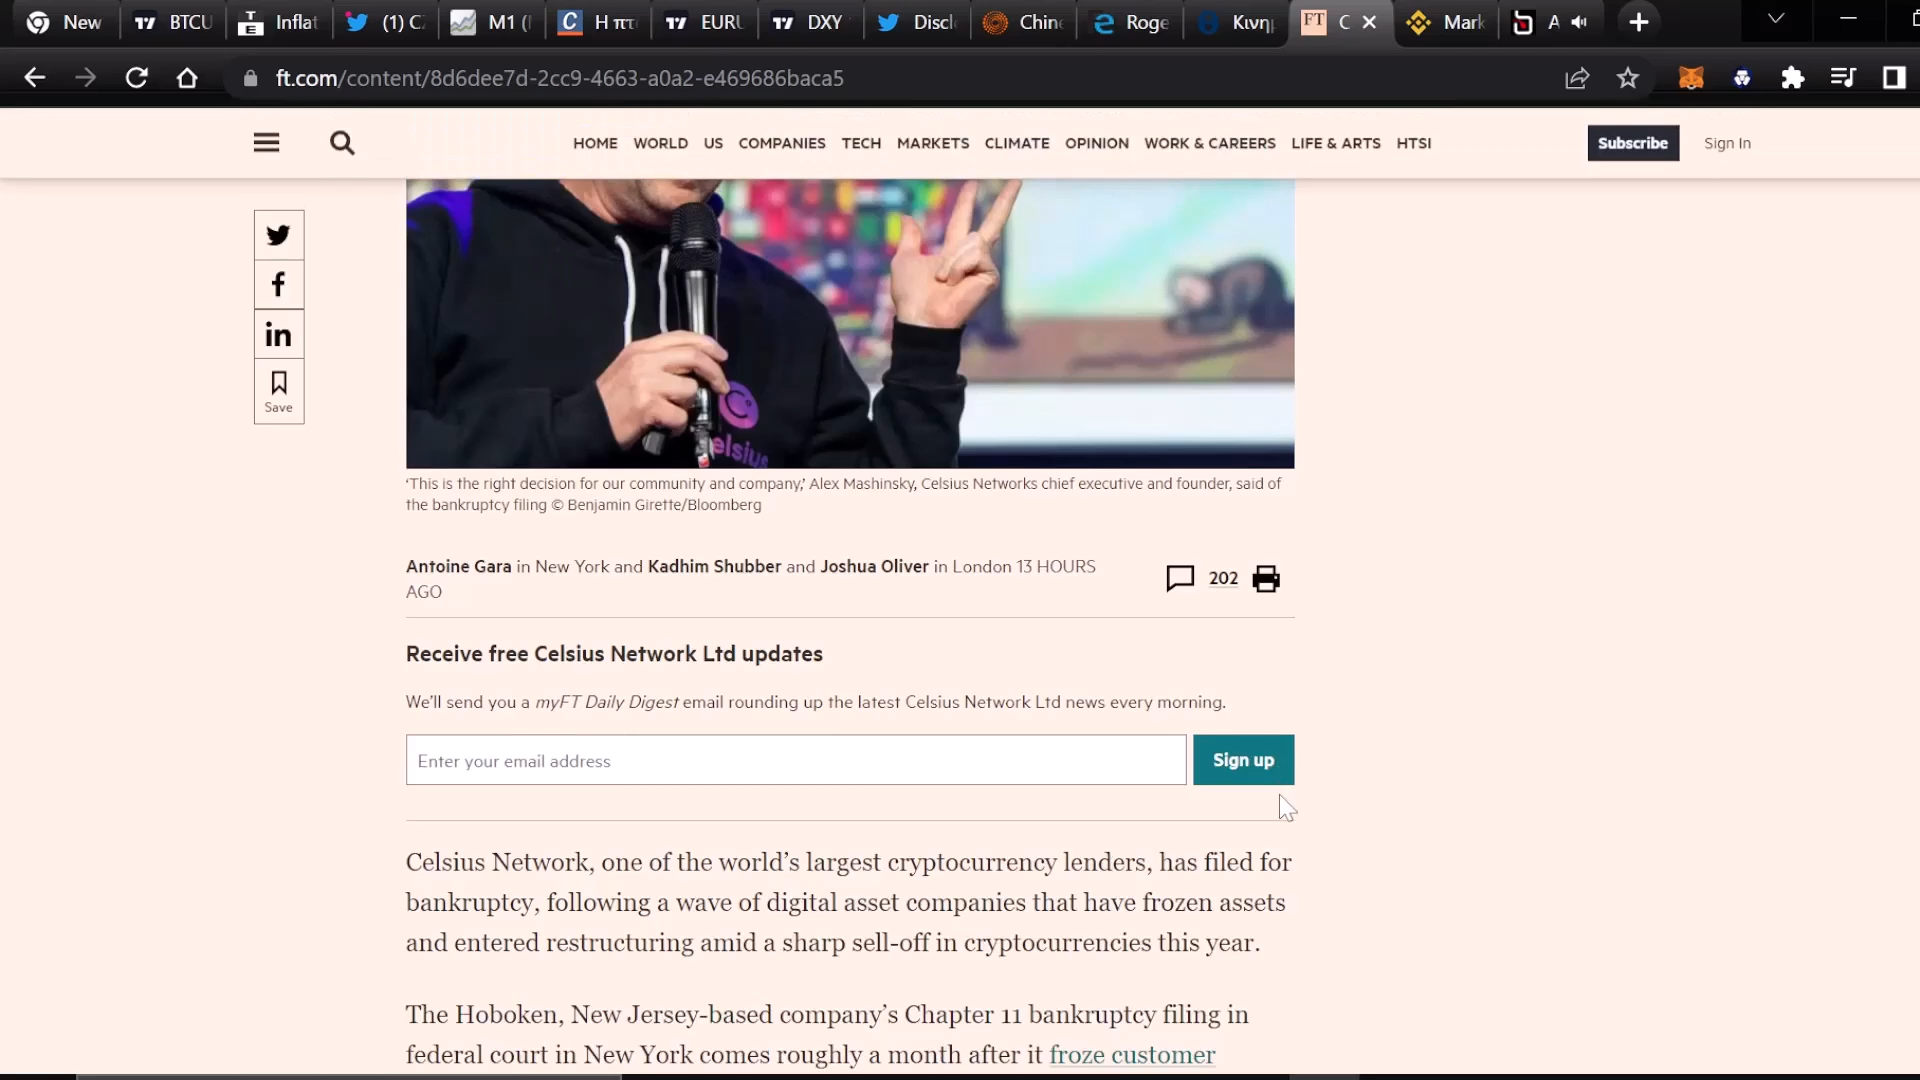 New
BTCU
Inflat
(1) C
M1 (
Η πτ
EURU
DXY
Discl
Chine
Roge
Κινη
C
Mark
A
ft.com/content/8d6dee7d-2cc9-4663-a0a2-e469686baca5
HOME WORLD US COMPANIES TECH MARKETS CLIMATE OPINION WORK & CAREERS LIFE & ARTS HTSI
Subscribe
Sign In
Save
elsius
‘This is the right decision for our community and company,’ Alex Mashinsky, Celsius Networks chief executive and founder, said of
the bankruptcy filing © Benjamin Girette/Bloomberg
Antoine Gara in New York and Kadhim Shubber and Joshua Oliver in London 13 HOURS
AGO
202
Receive free Celsius Network Ltd updates
We’ll send you a myFT Daily Digest email rounding up the latest Celsius Network Ltd news every morning.
Enter your email address
Sign up
Celsius Network, one of the world’s largest cryptocurrency lenders, has filed for
bankruptcy, following a wave of digital asset companies that have frozen assets
and entered restructuring amid a sharp sell-off in cryptocurrencies this year.
The Hoboken, New Jersey-based company’s Chapter 11 bankruptcy filing in
federal court in New York comes roughly a month after it froze customer